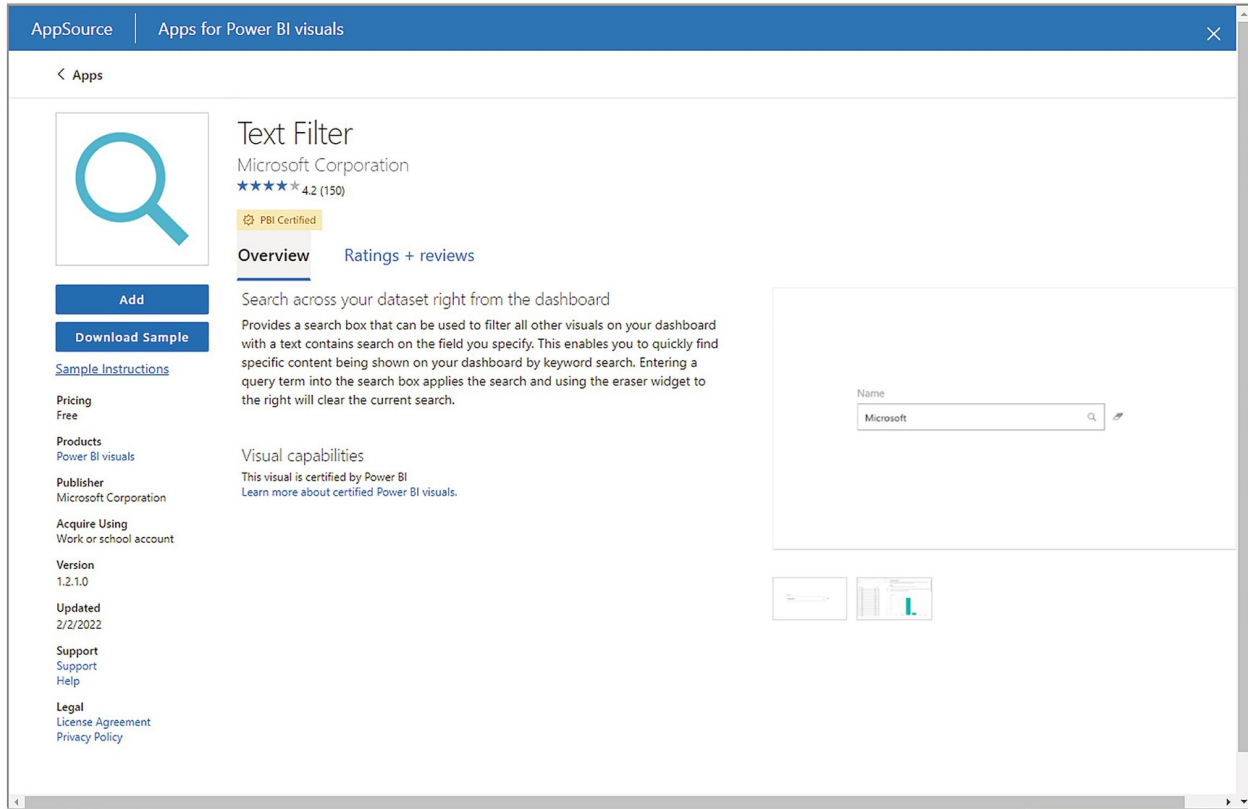 AppSource
Apps for Power BI visuals
Apps
Text Filter
Microsoft Corporation
4.2 (150)
PBI Certified
Overview
Ratings + reviews
Add
Download Sample
Sample Instructions
Pricing
Free
Products
Power BI visuals
Publisher
Microsoft Corporation
Acquire Using
Work or school account
Version
1.2.1.0
Updated
2/2/2022
Support
Support
Help
Legal
License Agreement
Privacy Policy
Search across your dataset right from the dashboard
Provides a search box that can be used to filter all other visuals on your dashboard
with a text contains search on the field you specify. This enables you to quickly find
specific content being shown on your dashboard by keyword search. Entering a
query term into the search box applies the search and using the eraser widget to
the right will clear the current search.
Visual capabilities
This visual is certified by Power BI
Learn more about certified Power BI visuals.
Name
Microsoft